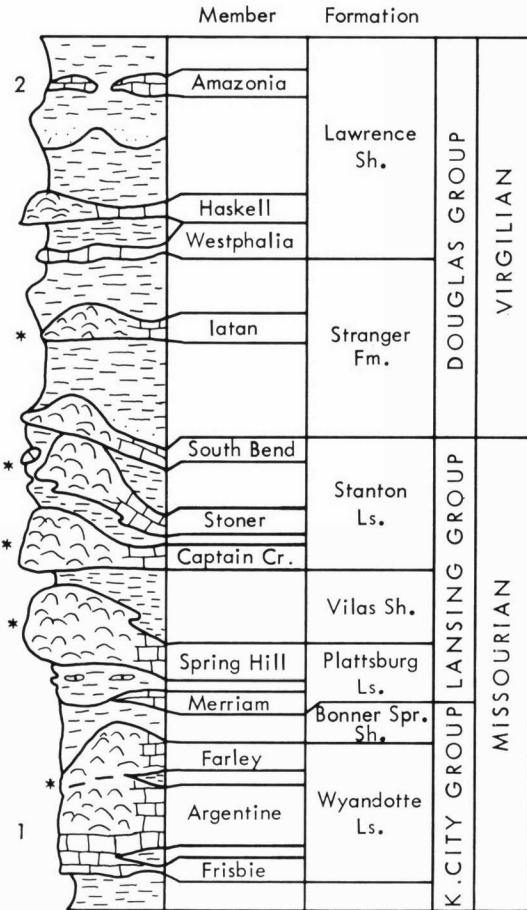 Member Formation
2
Amazonia
Lawrence
Sh.
Haskell
Westphalia
Iatan
Stranger
Fm.
*
DOUGLAS GROUP
VIRGILIAN
South Bend
*
Stanton
Ls.
Stoner
*
Captain Cr.
Vilas Sh.
*
Spring Hill
Plattsburg
Ls.
Merriam
LANSING GROUP
MISSOURIAN
Bonner Spr.
Sh.
Farley
*
Argentine
Wyandotte
Ls.
1
Frisbie
K.CITY GROUP